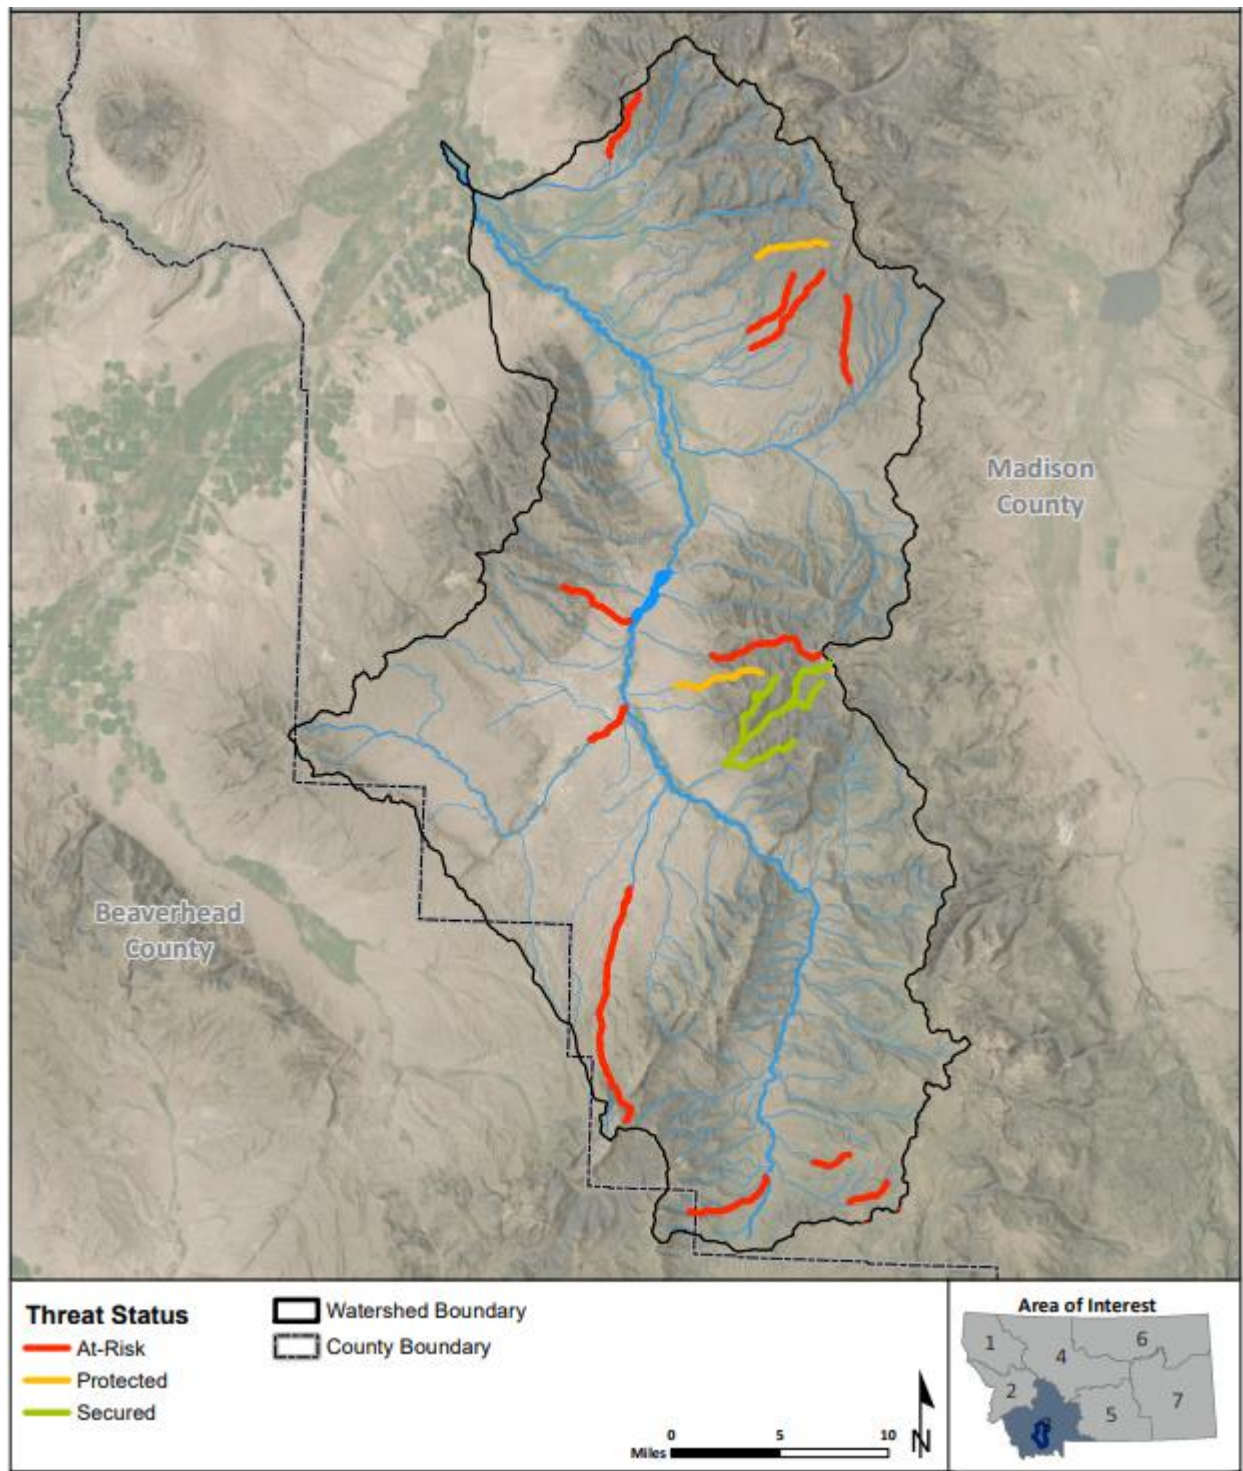 Madison
County
Beaverhead
County
Threat Status
At-Risk
Protected
Secured
Watershed Boundary
County Boundary
0 5 10
Miles
N
Area of Interest
1
4
6
2
5
7